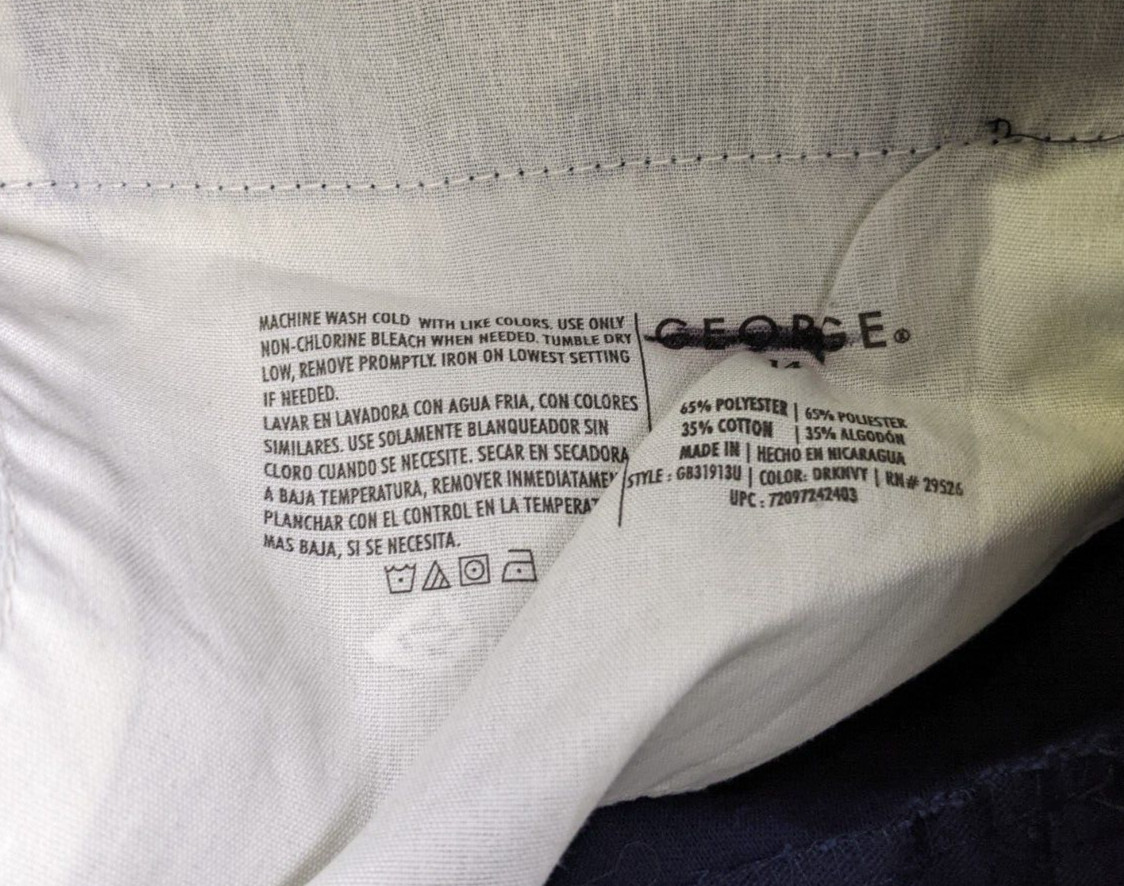 MACHINE WASH COLD WITH LIKE COLORS. USE ONLY
NON-CHLORINE BLEACH WHEN NEEDED. TUMBLE DRY
LOW, REMOVE PROMPTLY. IRON ON LOWEST SETTING
IF NEEDED.
LAVAR EN LAVADORA CON AGUA FRIA, CON COLORES
SIMILARES. USE SOLAMENTE BLANQUEADOR SIN
CLORO CUANDO SE NECESITE. SECAR EN SECADORA
A BAJA TEMPERATURA, REMOVER INMEDIATAMEN
PLANCHAR CON EL CONTROL EN LA TEMPERAT
MAS BAJA, SI SE NECESITA.
GEORGE®
14
65% POLYESTER | 65% POLIESTER
35% COTTON | 35% ALGODÓN
MADE IN | HECHO EN NICARAGUA
STYLE : GB31913U | COLOR: DRKNVY | RN# 29526
UPC : 72097242403